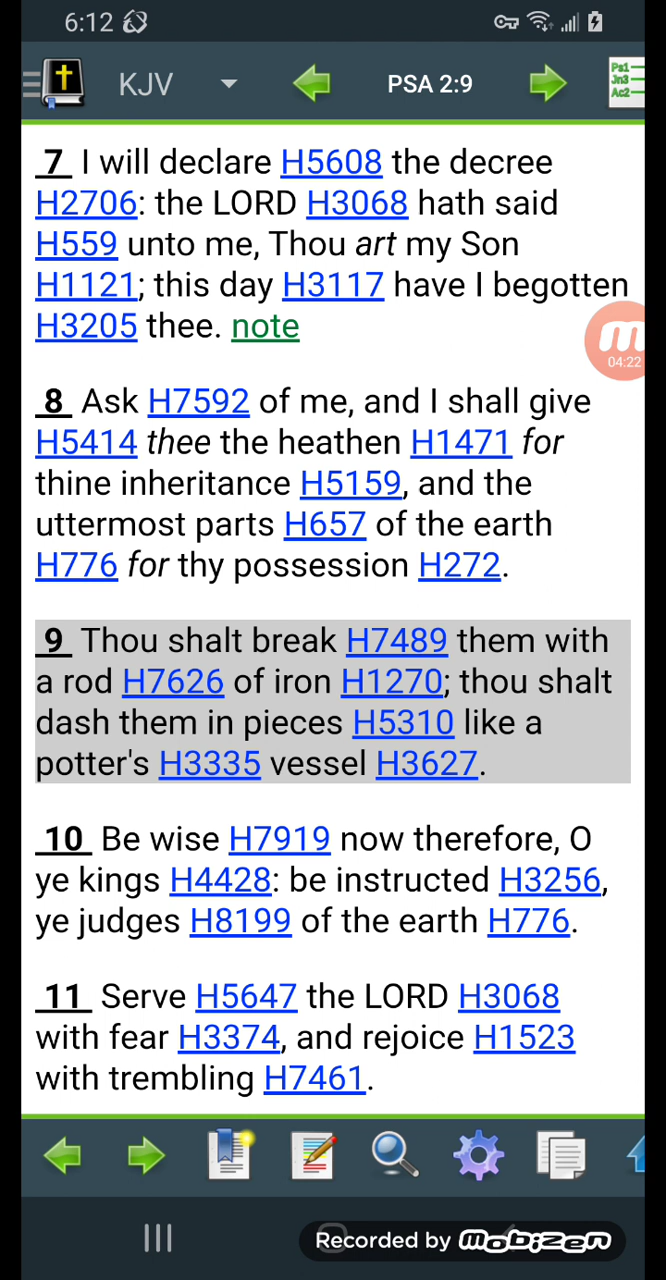 6:12
KJV
PSA 2:9
Ps1
Jn3
Ac2
7 I will declare H5608 the decree
H2706: the LORD H3068 hath said
H559 unto me, Thou art my Son
H1121; this day H3117 have I begotten
H3205 thee. note
m
04:22
8 Ask H7592 of me, and I shall give
H5414 thee the heathen H1471 for
thine inheritance H5159, and the
uttermost parts H657 of the earth
H776 for thy possession H272.
9 Thou shalt break H7489 them with
a rod H7626 of iron H1270; thou shalt
dash them in pieces H5310 like a
potter's H3335 vessel H3627.
10 Be wise H7919 now therefore, O
ye kings H4428: be instructed H3256,
ye judges H8199 of the earth H776.
11 Serve H5647 the LORD H3068
with fear H3374, and rejoice H1523
with trembling H7461.
Recorded by mobizen